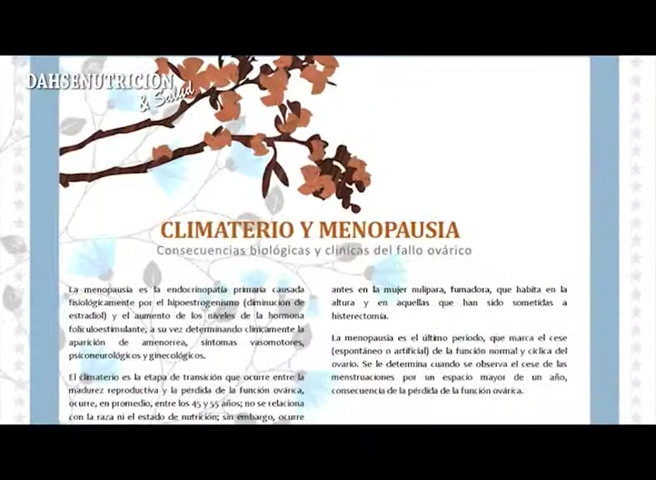 DAHSENUTRICIÓN
& Salud
CLIMATERIO Y MENOPAUSIA
Consecuencias biológicas y clínicas del fallo ovárico
La menopausia es la endocrinopatía primaria causada
fisiológicamente por el hipoestrogenismo (diminución de
estradiol) y el aumento de los niveles de la hormona
foliculoestimulante, a su vez determinando clínicamente la
aparición de amenorrea, síntomas vasomotores,
psiconeurológicos y ginecológicos.
El climaterio es la etapa de transición que ocurre entre la
madurez reproductiva y la pérdida de la función ovárica,
ocurre, en promedio, entre los 45 y 55 años; no se relaciona
con la raza ni el estado de nutrición; sin embargo, ocurre
antes en la mujer nulípara, fumadora, que habita en la
altura y en aquellas que han sido sometidas a
histerectomía.
La menopausia es el último periodo, que marca el cese
(espontáneo o artificial) de la función normal y cíclica del
ovario. Se le determina cuando se observa el cese de las
menstruaciones por un espacio mayor de un año,
consecuencia de la pérdida de la función ovárica.